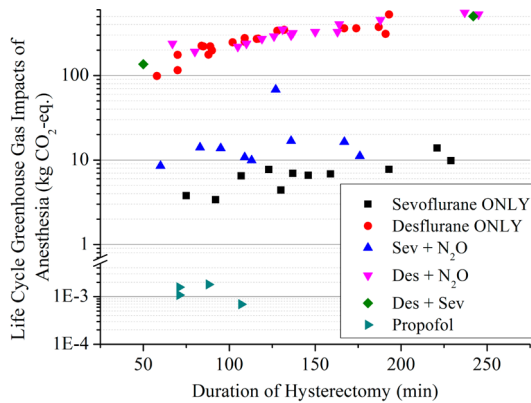 Life Cycle Greenhouse Gas Impacts of
Anesthesia (kg CO₂-eq.)
100
10
1
1E-3
1E-4
50
100
150
200
250
Duration of Hysterectomy (min)
Sevoflurane ONLY
Desflurane ONLY
Sev + N₂O
Des + N₂O
Des + Sev
Propofol